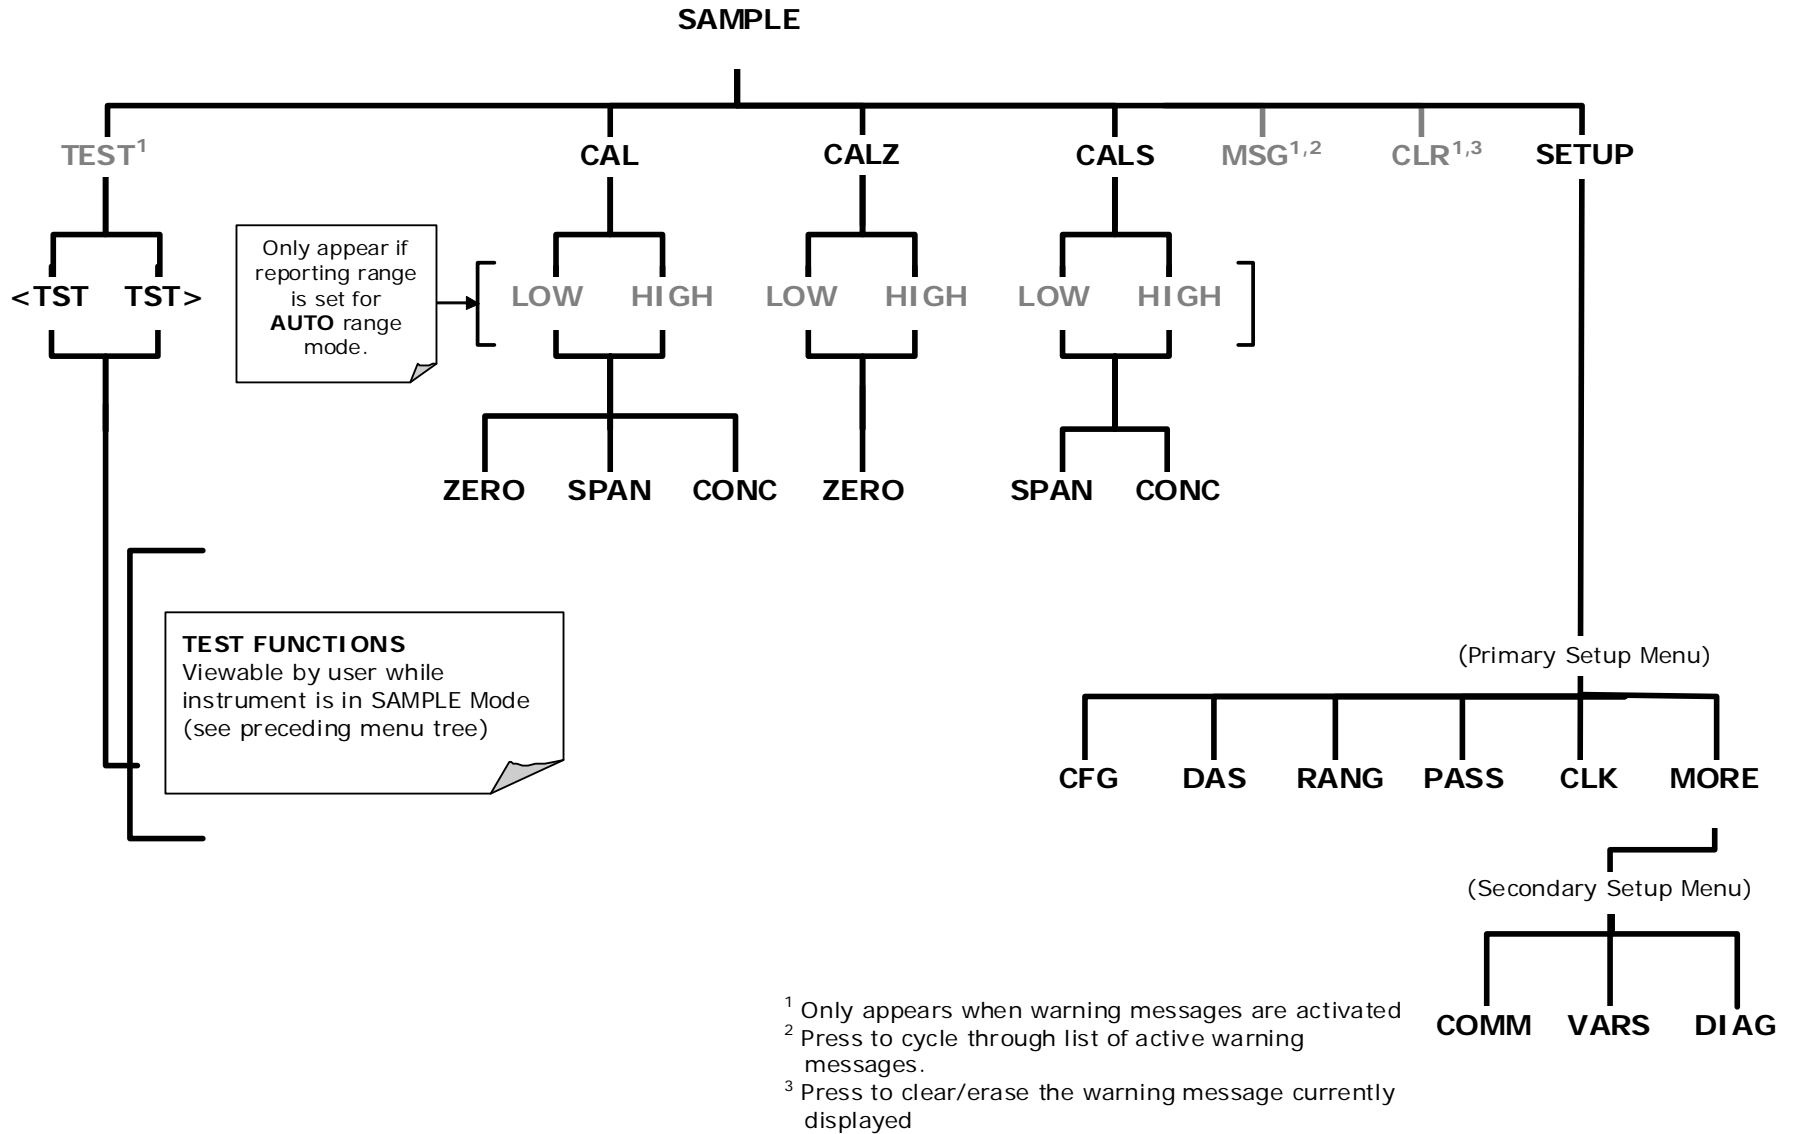 SAMPLE
TEST¹ CAL CALZ CALS MSG¹,² CLR¹,³ SETUP
<TST TST>
Only appear if
reporting range
is set for
AUTO range
mode.
LOW HIGH LOW HIGH LOW HIGH
ZERO SPAN CONC ZERO SPAN CONC
TEST FUNCTIONS
Viewable by user while
instrument is in SAMPLE Mode
(see preceding menu tree)
(Primary Setup Menu)
CFG DAS RANG PASS CLK MORE
(Secondary Setup Menu)
COMM VARS DIAG
¹ Only appears when warning messages are activated
² Press to cycle through list of active warning
messages.
³ Press to clear/erase the warning message currently
displayed